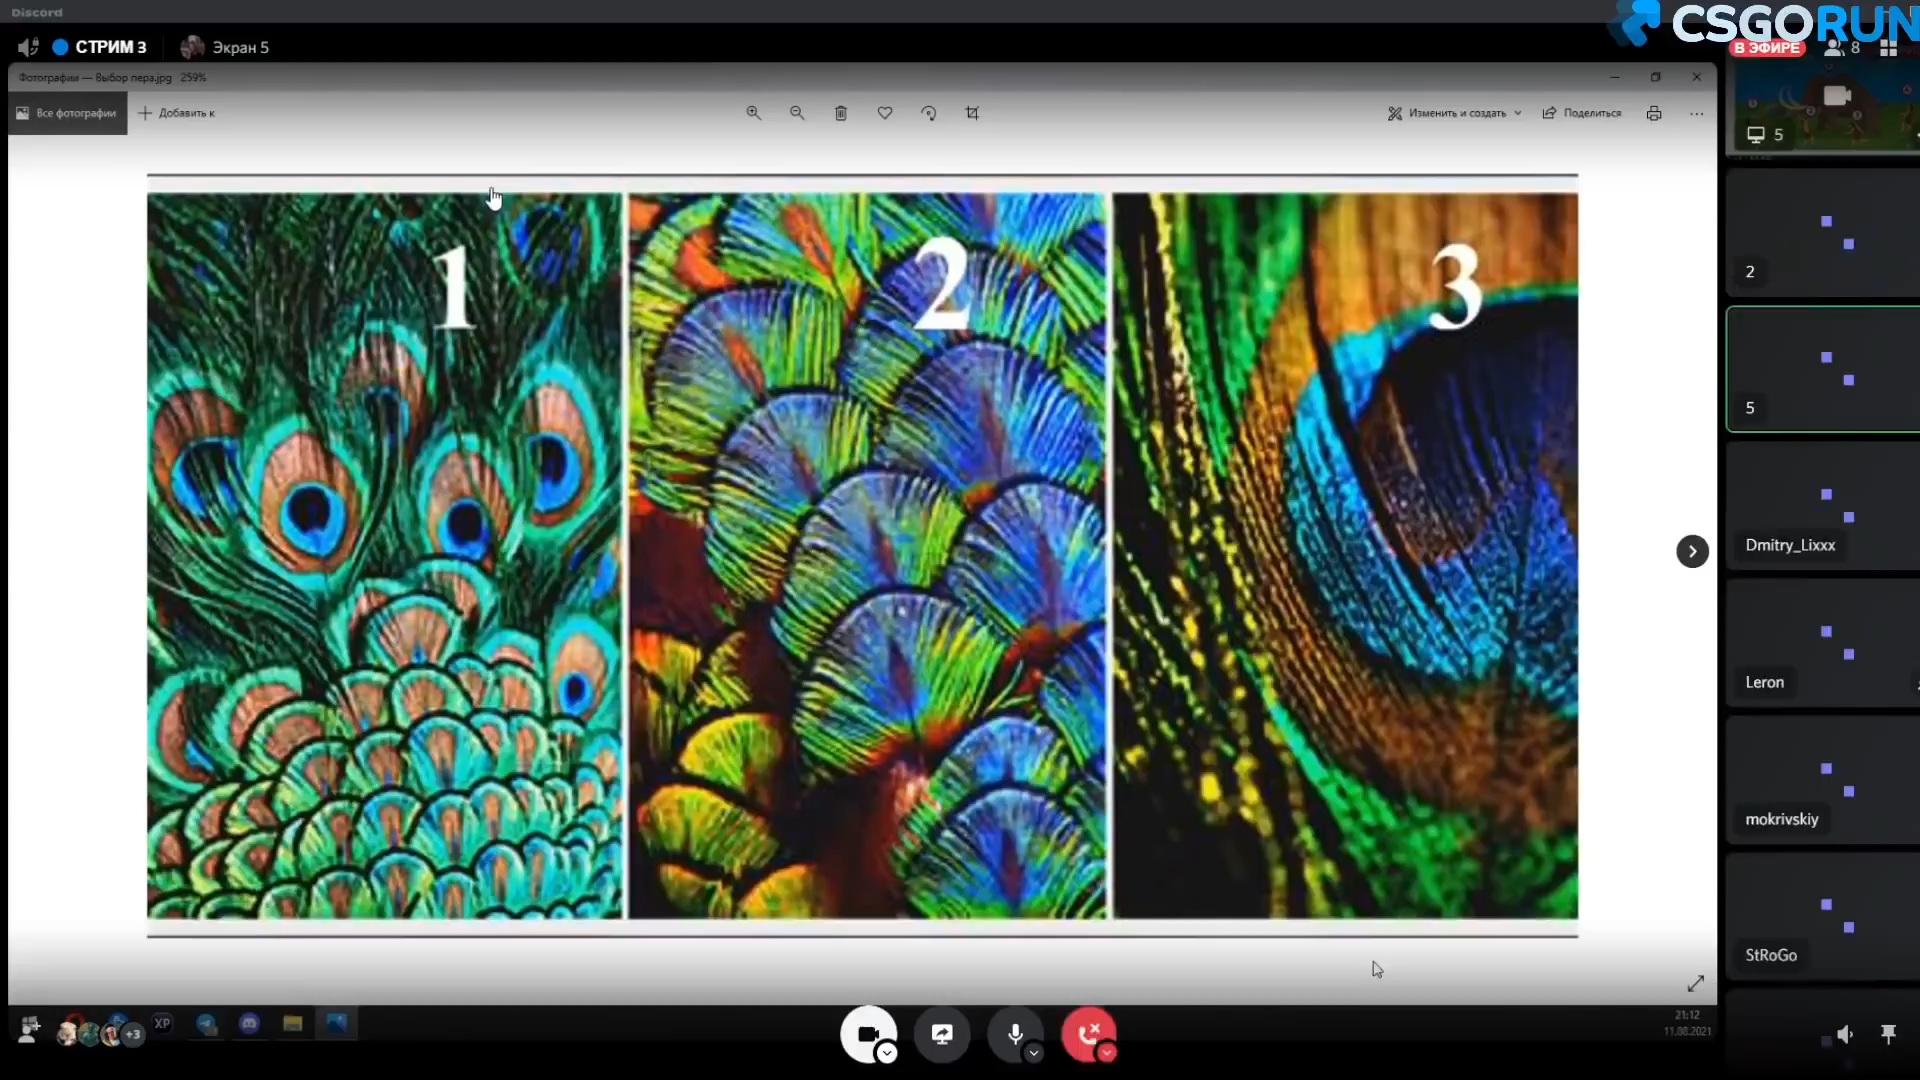 Discord
CSGORUN
СТРИМ 3
Экран 5
В ЭФИРЕ
8
Фотографии — Выбор пера.jpg 259%
Все фотографии
Добавить к
Изменить и создать
Поделиться
5
1
2
3
2
5
Dmitry_Lixxx
Leron
mokrivskiy
StRoGo
+3
XP
21:12
11.08.2021